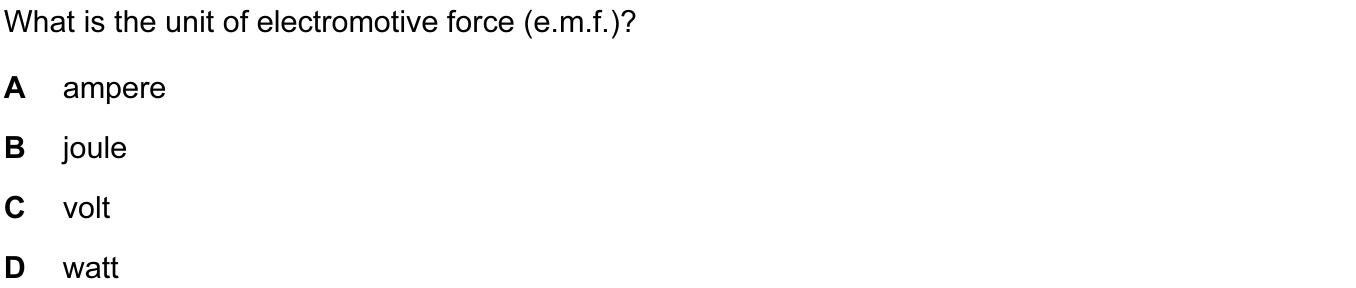 What is the unit of electromotive force (e.m.f.)?
A ampere
B joule
C volt
D watt